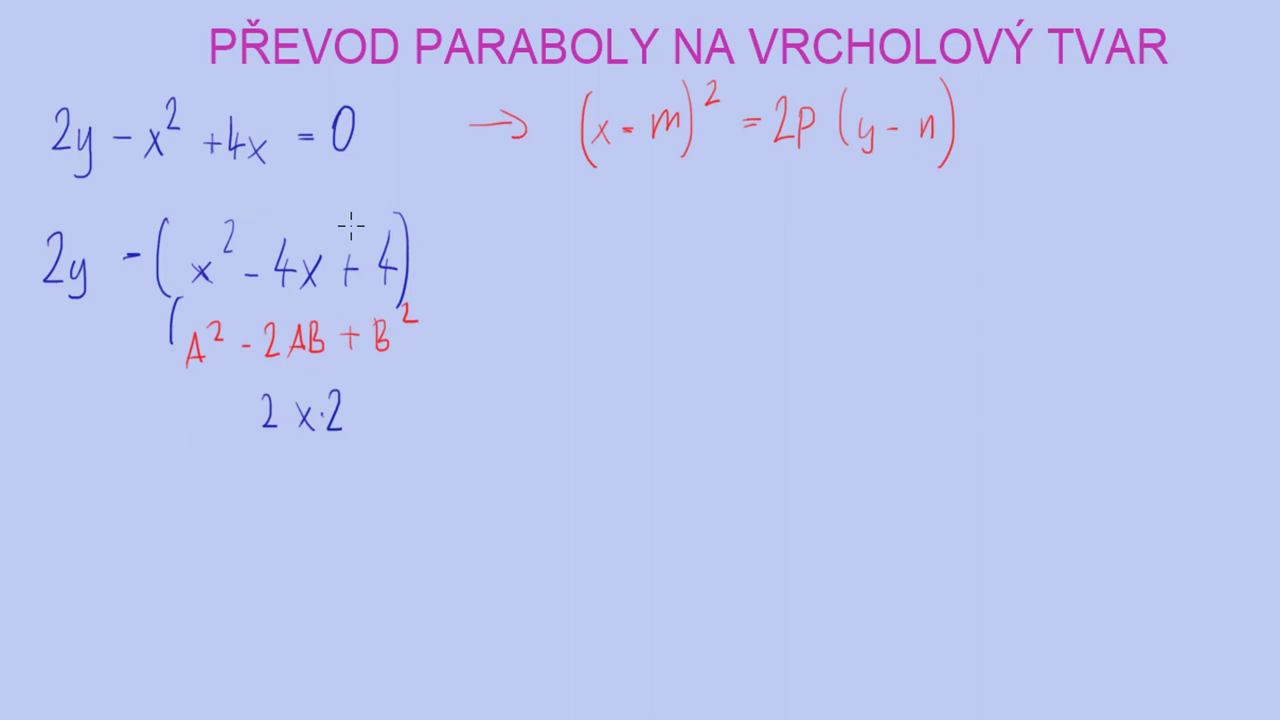 PŘEVOD PARABOLY NA VRCHOLOVÝ TVAR
2y - x² + 4x = 0 → (x - m)² = 2p (y - n)
2y - (x² - 4x + 4)
(A² - 2AB + B²
2 x·2